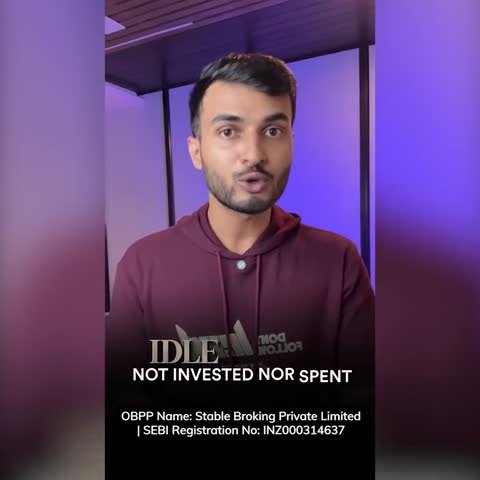 IDLE
NOT INVESTED NOR SPENT
OBPP Name: Stable Broking Private Limited
| SEBI Registration No: INZ000314637